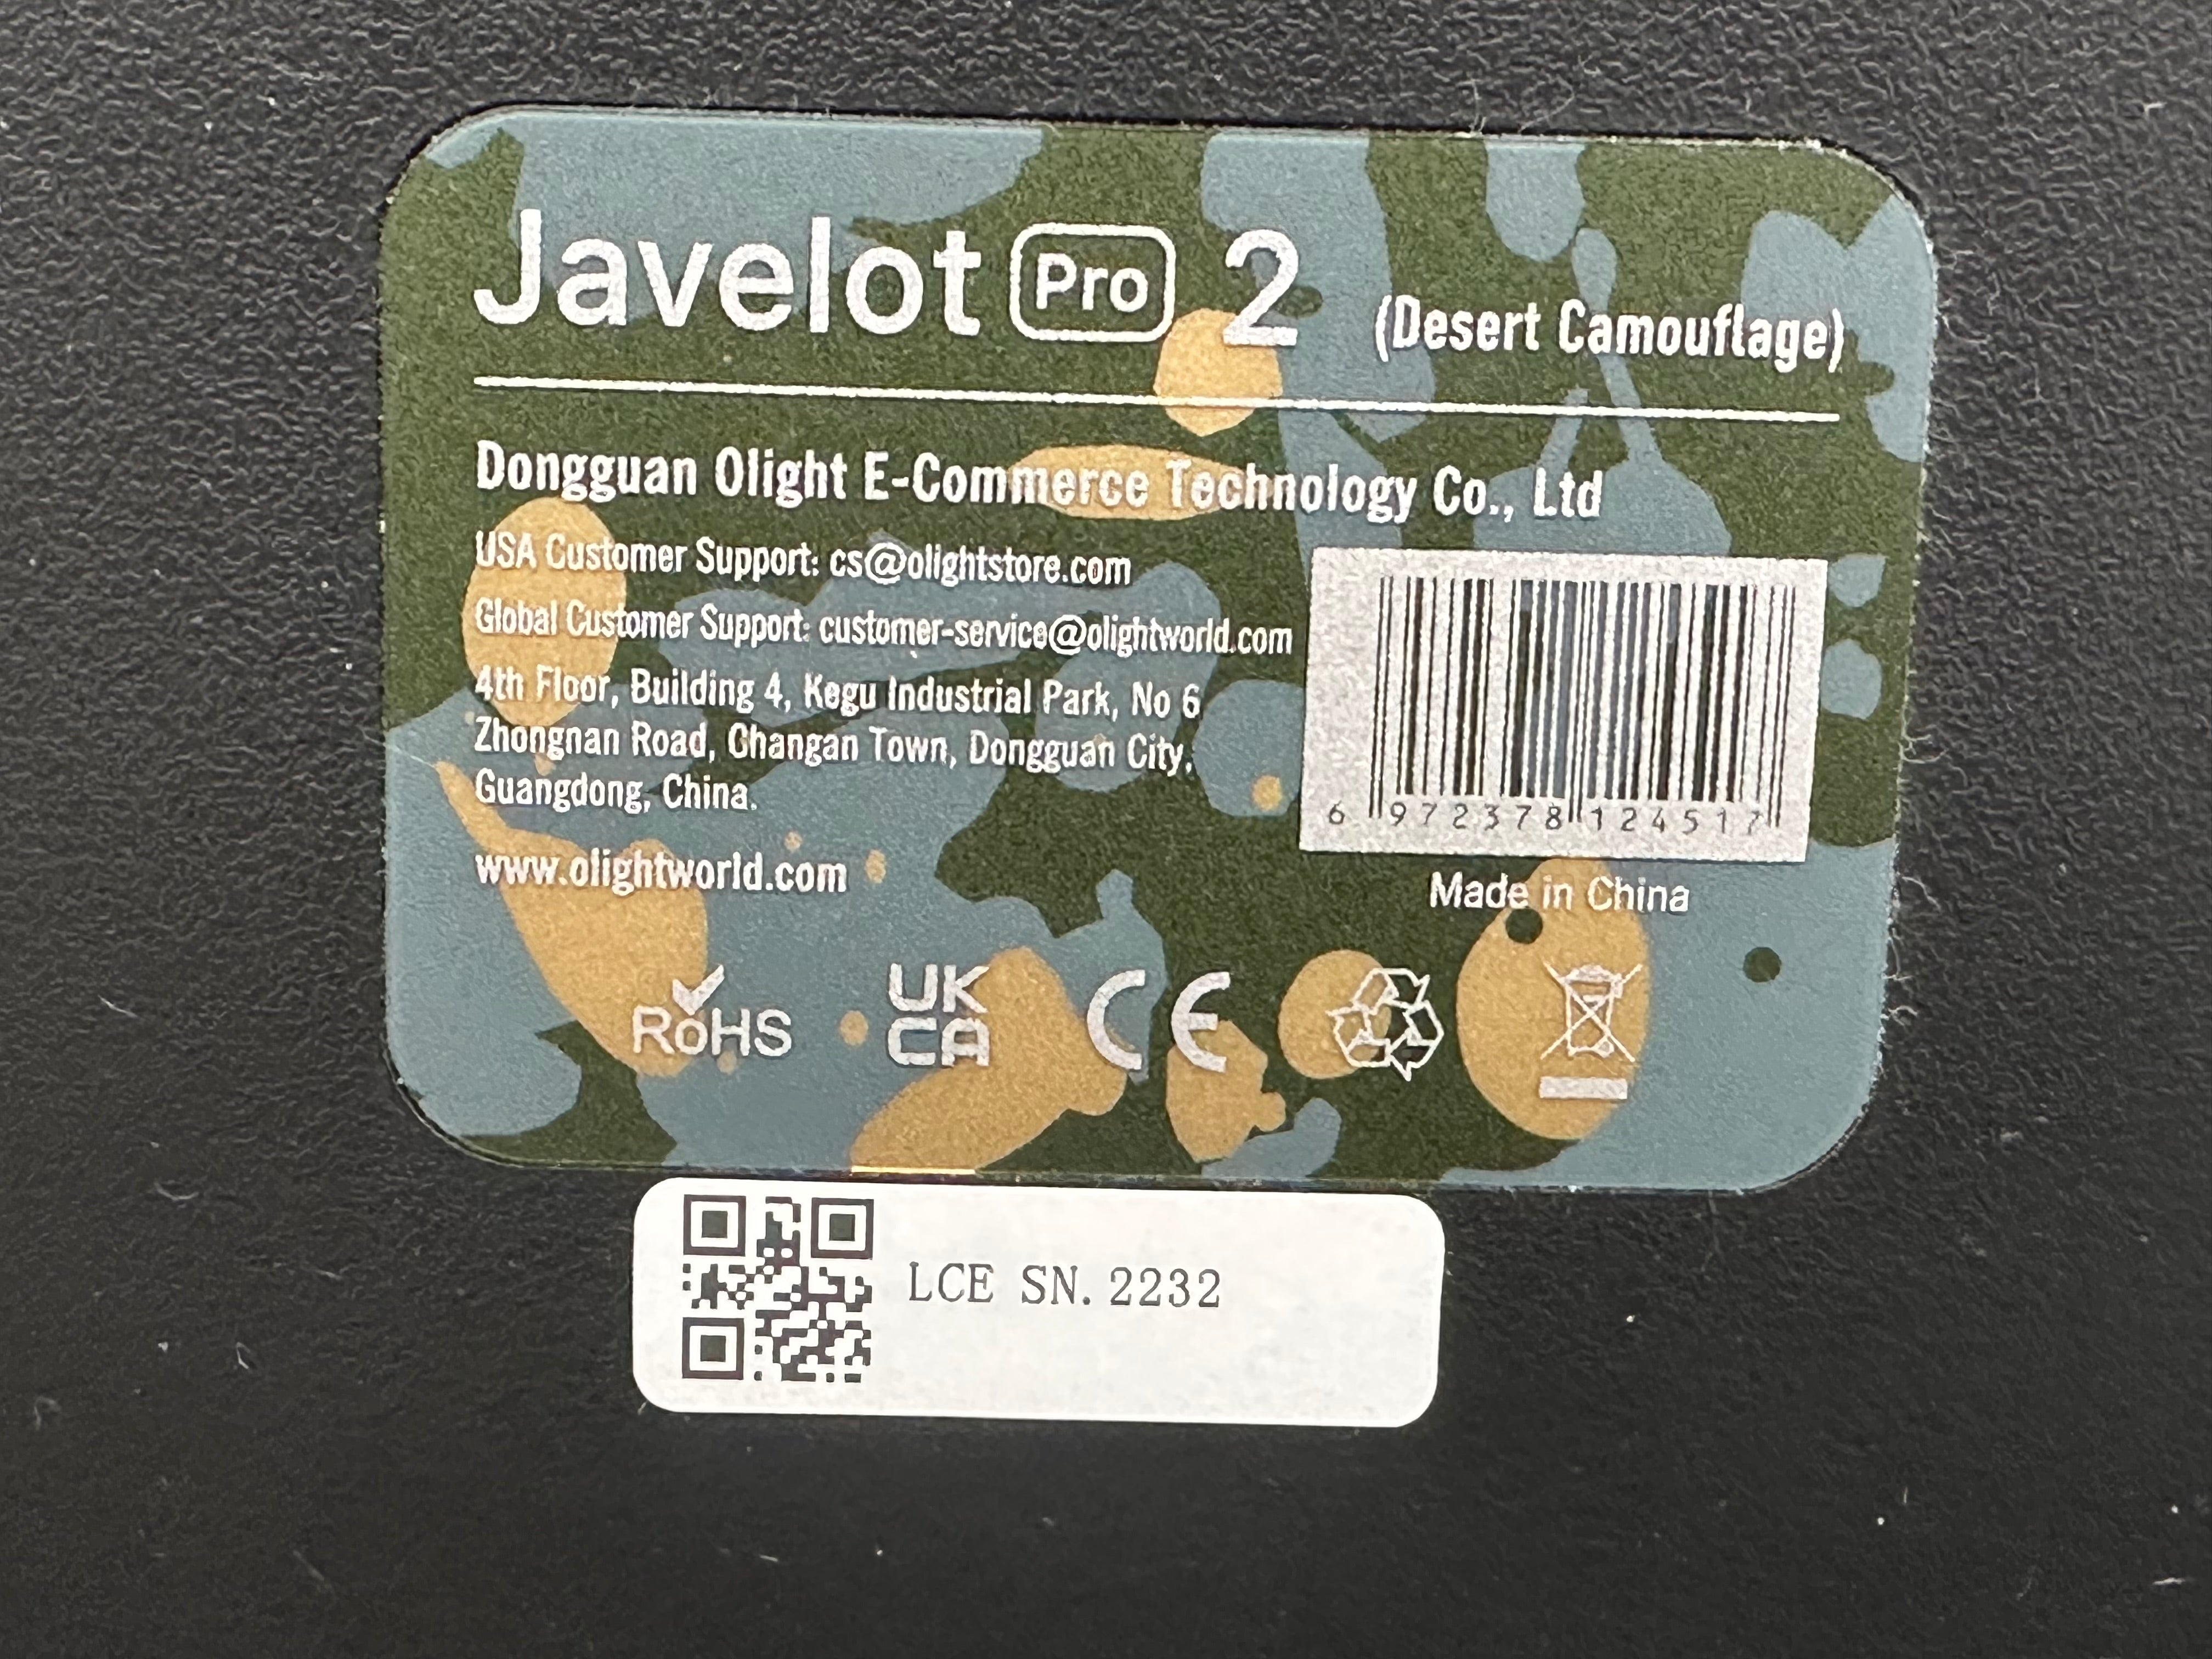 Javelot Pro 2 (Desert Camouflage)
Dongguan Olight E-Commerce Technology Co., Ltd
USA Customer Support: cs@olightstore.com
Global Customer Support: customer-service@olightworld.com
4th Floor, Building 4, Kegu Industrial Park, No 6
Zhongnan Road, Changan Town, Dongguan City,
Guangdong, China.
www.olightworld.com
6 972378 124517
Made in China
RoHS
UK
CA
CE
LCE SN. 2232